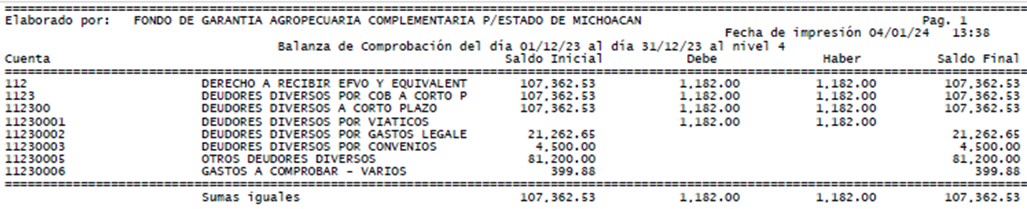 Elaborado por: FONDO DE GARANTIA AGROPECUARIA COMPLEMENTARIA P/ESTADO DE MICHOACAN Pag. 1
Fecha de impresión 04/01/24 13:38
Balanza de Comprobación del día 01/12/23 al día 31/12/23 al nivel 4
Cuenta Saldo Inicial Debe Haber Saldo Final
112 DERECHO A RECIBIR EFVO Y EQUIVALENT 107,362.53 1,182.00 1,182.00 107,362.53
1123 DEUDORES DIVERSOS POR COB A CORTO P 107,362.53 1,182.00 1,182.00 107,362.53
112300 DEUDORES DIVERSOS A CORTO PLAZO 107,362.53 1,182.00 1,182.00 107,362.53
11230001 DEUDORES DIVERSOS POR VIATICOS 1,182.00 1,182.00
11230002 DEUDORES DIVERSOS POR GASTOS LEGALE 21,262.65 21,262.65
11230003 DEUDORES DIVERSOS POR CONVENIOS 4,500.00 4,500.00
11230005 OTROS DEUDORES DIVERSOS 81,200.00 81,200.00
11230006 GASTOS A COMPROBAR - VARIOS 399.88 399.88
Sumas iguales 107,362.53 1,182.00 1,182.00 107,362.53